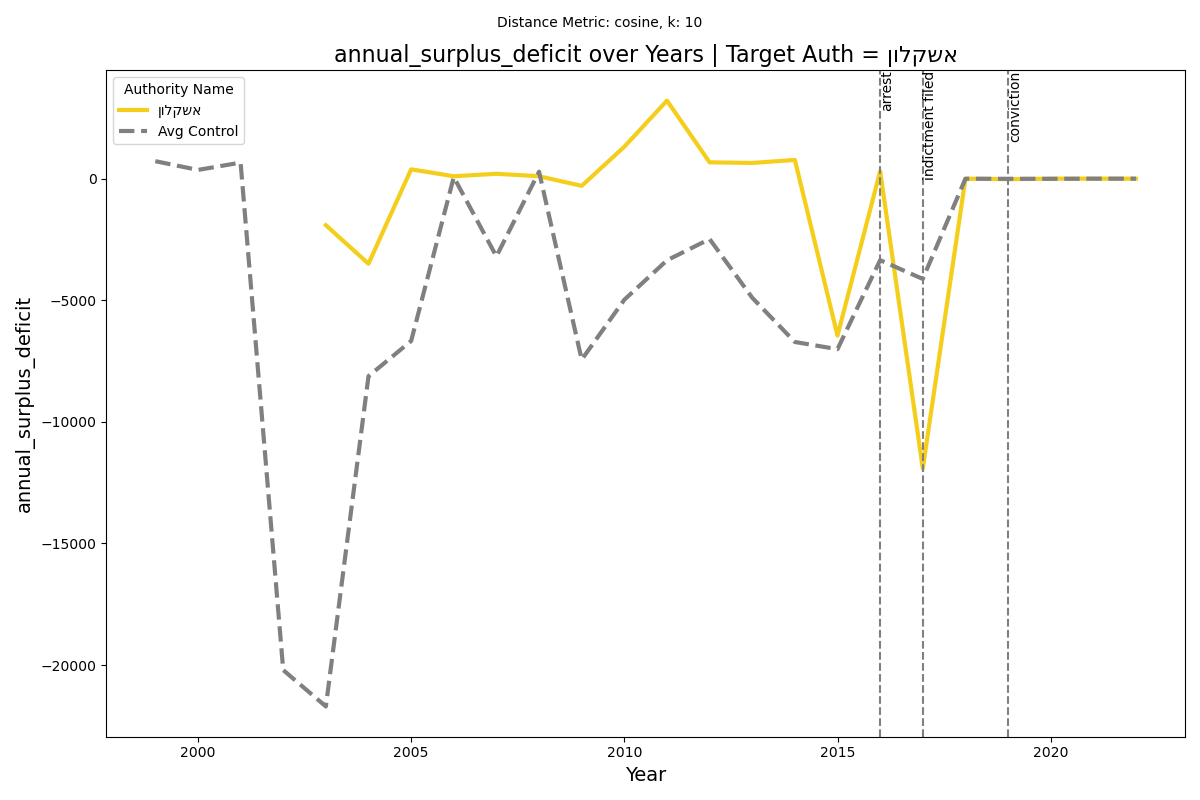 Distance Metric: cosine, k: 10
annual_surplus_deficit over Years | Target Auth = אשקלון
Authority Name
אשקלון
Avg Control
arrest
indictment filed
conviction
annual_surplus_deficit
0
−5000
−10000
−15000
−20000
2000
2005
2010
2015
2020
Year